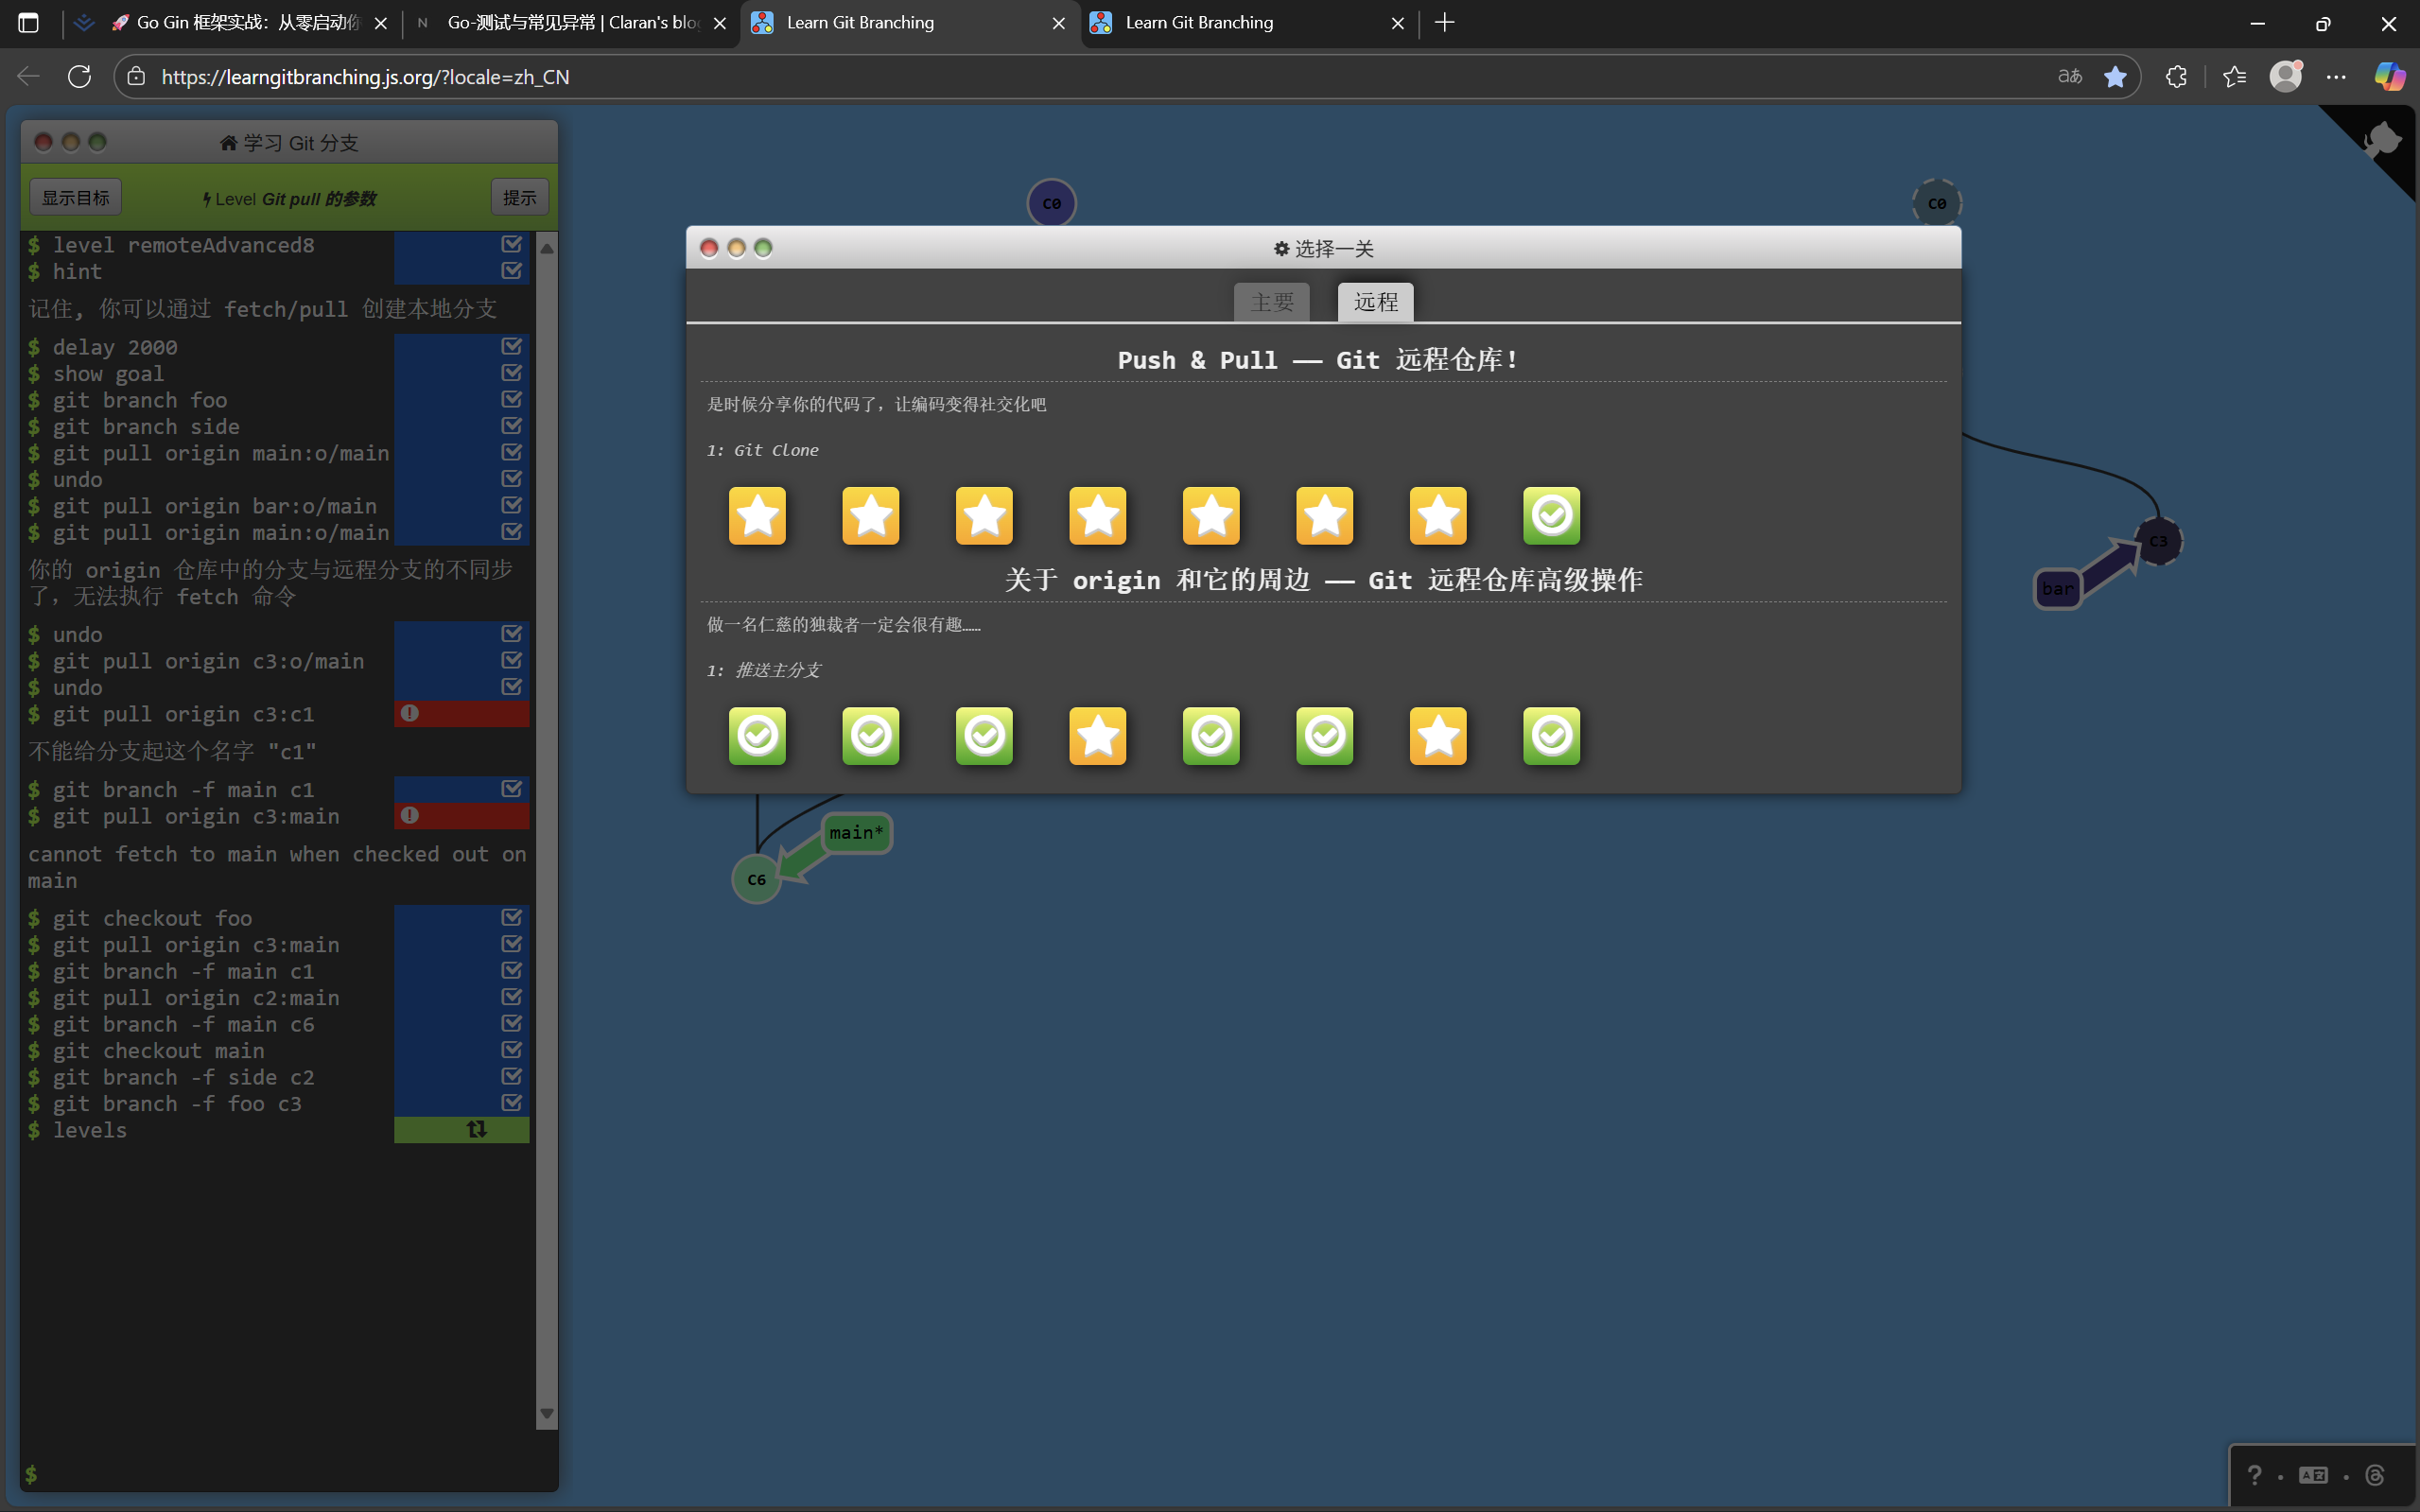 🚀 Go Gin 框架实战：从零启动你
Go-测试与常见异常 | Claran's blo
Learn Git Branching
Learn Git Branching
https://learngitbranching.js.org/?locale=zh_CN
学习 Git 分支
显示目标
Level Git pull 的参数
提示
$ level remoteAdvanced8
$ hint
记住, 你可以通过 fetch/pull 创建本地分支
$ delay 2000
$ show goal
$ git branch foo
$ git branch side
$ git pull origin main:o/main
$ undo
$ git pull origin bar:o/main
$ git pull origin main:o/main
你的 origin 仓库中的分支与远程分支的不同步
了，无法执行 fetch 命令
$ undo
$ git pull origin c3:o/main
$ undo
$ git pull origin c3:c1
不能给分支起这个名字 "c1"
$ git branch -f main c1
$ git pull origin c3:main
cannot fetch to main when checked out on
main
$ git checkout foo
$ git pull origin c3:main
$ git branch -f main c1
$ git pull origin c2:main
$ git branch -f main c6
$ git checkout main
$ git branch -f side c2
$ git branch -f foo c3
$ levels
$
C0
C0
选择一关
主要
远程
Push & Pull —— Git 远程仓库!
是时候分享你的代码了，让编码变得社交化吧
1: Git Clone
关于 origin 和它的周边 —— Git 远程仓库高级操作
做一名仁慈的独裁者一定会很有趣……
1: 推送主分支
C3
bar
main*
C6